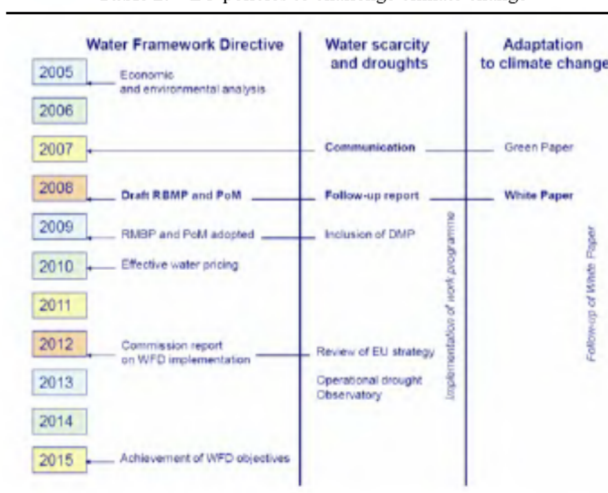 Water Framework Directive
Water scarcity
and droughts
Adaptation
to climate change
2005
Economic
and environmental analysis
2006
2007
Communication
Green Paper
2008
Draft RBMP and PoM
Follow-up report
White Paper
2009
RMBP and PoM adopted
Inclusion of DMP
2010
Effective water pricing
2011
2012
Commission report
on WFD implementation
Review of EU strategy
2013
Operational drought
Observatory
2014
2015
Achievement of WFD objectives
Implementation of work programme
Follow-up of White Paper